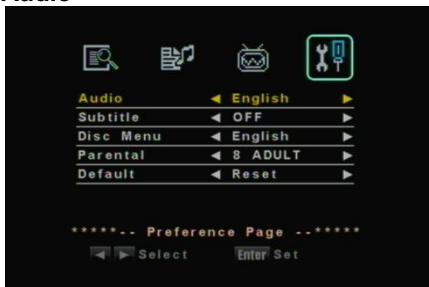 Audio
Audio ◀ English ▶
Subtitle ◀ OFF ▶
Disc Menu ◀ English ▶
Parental ◀ 8 ADULT ▶
Default ◀ Reset ▶
*****-- Preference Page --*****
◀ ▶ Select Enter Set